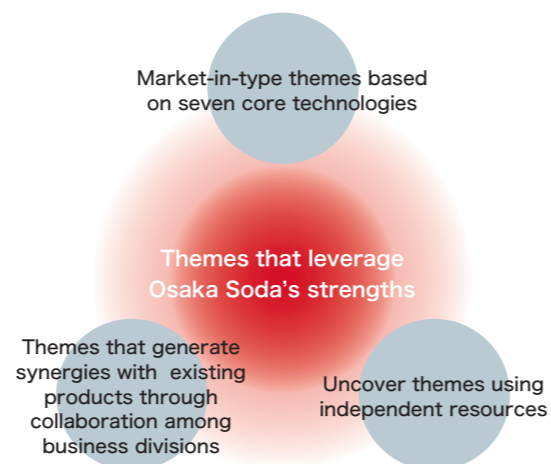 Market-in-type themes based
on seven core technologies
Themes that leverage
Osaka Soda's strengths
Themes that generate
synergies with existing
products through
collaboration among
business divisions
Uncover themes using
independent resources